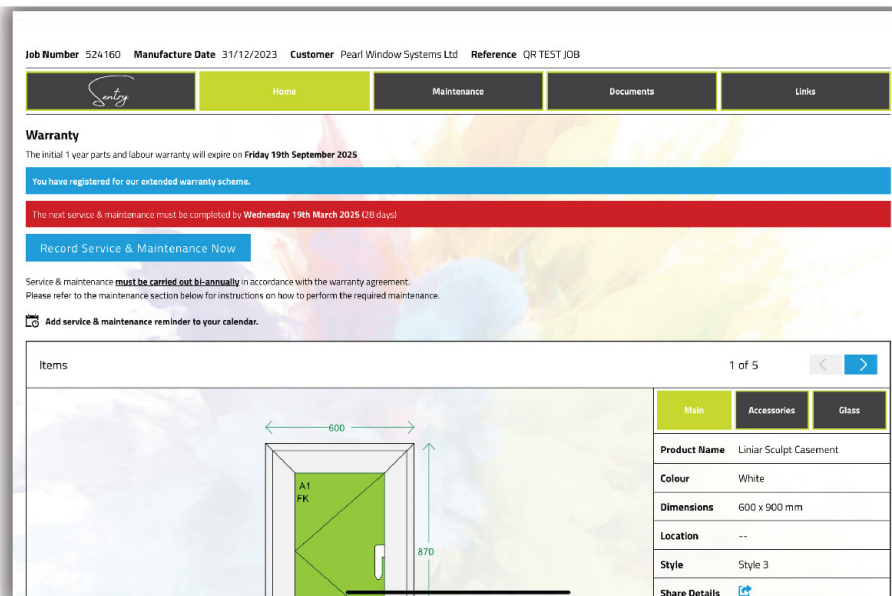 Job Number 524160 Manufacture Date 31/12/2023 Customer Pearl Window Systems Ltd Reference QR TEST JOB
Sentry Home Maintenance Documents Links
Warranty
The initial 1 year parts and labour warranty will expire on Friday 19th September 2025
You have registered for our extended warranty scheme.
The next service & maintenance must be completed by Wednesday 19th March 2025 (28 days)
Record Service & Maintenance Now
Service & maintenance must be carried out bi-annually in accordance with the warranty agreement.
Please refer to the maintenance section below for instructions on how to perform the required maintenance.
Add service & maintenance reminder to your calendar.
Items 1 of 5
600
A1
FK
870
Main Accessories Glass
Product Name Liniar Sculpt Casement
Colour White
Dimensions 600 x 900 mm
Location --
Style Style 3
Share Details